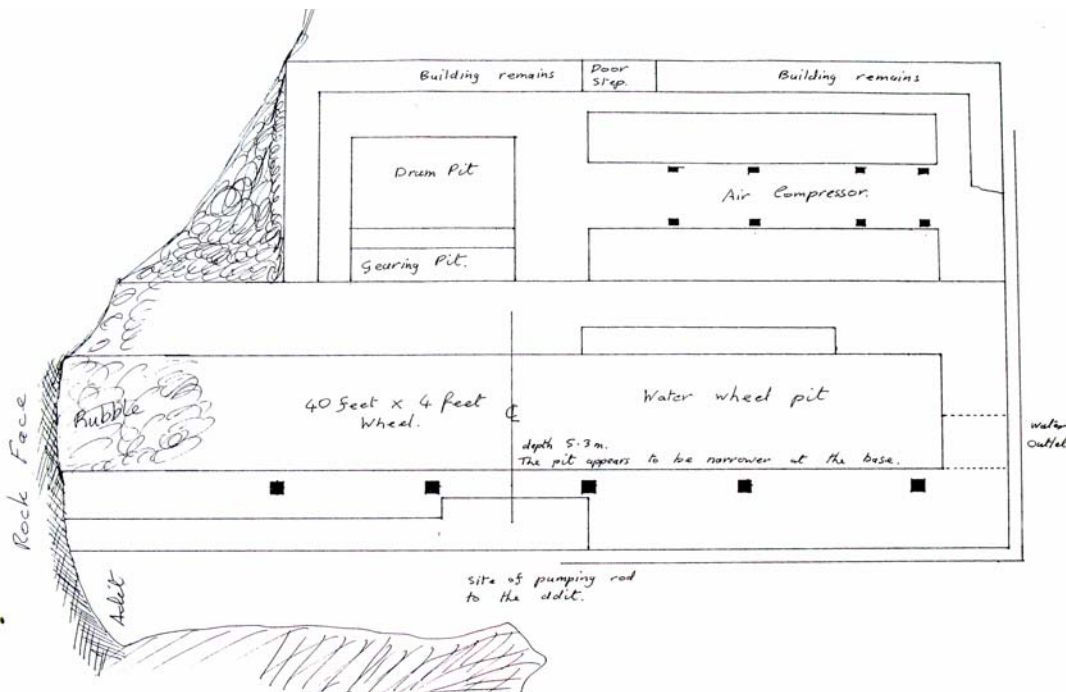 Building remains
Door
Step.
Building remains
Drum Pit
Air Compressor.
Gearing Pit.
Rubble
40 feet x 4 feet
Wheel.
℄
Water wheel pit
depth 5.3m.
The pit appears to be narrower at the base.
Water
Outlet
Rock Face
Adit
Site of pumping rod
to the adit.